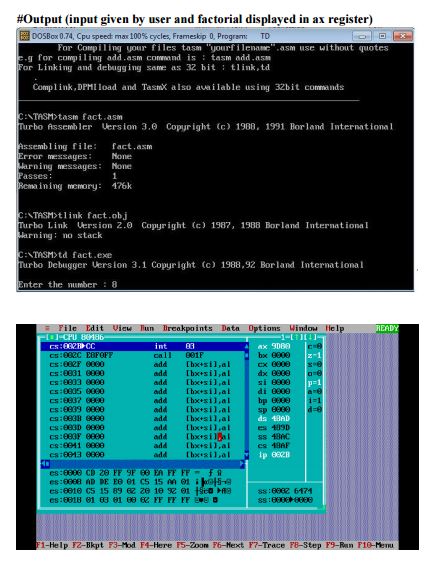 #Output (input given by user and factorial displayed in ax register)
DOSBox 0.74, Cpu speed: max 100% cycles, Frameskip 0, Program: TD
For Compiling your files tasm "yourfilename".asm use without quotes
e.g for compiling add.asm command is : tasm add.asm
For Linking and debugging same as 32 bit : tlink,td
.
Complink,DPMIload and TasmX also available using 32bit commands
C:\TASM>tasm fact.asm
Turbo Assembler Version 3.0 Copyright (c) 1988, 1991 Borland International
Assembling file: fact.asm
Error messages: None
Warning messages: None
Passes: 1
Remaining memory: 476k
C:\TASM>tlink fact.obj
Turbo Link Version 2.0 Copyright (c) 1987, 1988 Borland International
Warning: no stack
C:\TASM>td fact.exe
Turbo Debugger Version 3.1 Copyright (c) 1988,92 Borland International
Enter the number : 8
≡ File Edit View Run Breakpoints Data Options Window Help READY
CPU 80486 1
cs:002B CC int 03 ax 9D80 c=0
cs:002C E8F0FF call 001F bx 0000 z=1
cs:002F 0000 add [bx+si],al cx 0000 s=0
cs:0031 0000 add [bx+si],al dx 0000 o=0
cs:0033 0000 add [bx+si],al si 0000 p=1
cs:0035 0000 add [bx+si],al di 0000 a=0
cs:0037 0000 add [bx+si],al bp 0000 i=1
cs:0039 0000 add [bx+si],al sp 0000 d=0
cs:003B 0000 add [bx+si],al ds 48AD
cs:003D 0000 add [bx+si],al es 489D
cs:003F 0000 add [bx+si],al ss 48AC
cs:0041 0000 add [bx+si],al cs 48AF
cs:0043 0000 add [bx+si],al ip 002B
es:0000 CD 20 FF 9F 00 EA FF FF
es:0008 AD DE E0 01 C5 15 AA 01
es:0010 C5 15 89 02 20 10 92 01 ss:0002 6474
es:0018 01 03 01 00 02 FF FF FF ss:0000 0000
F1-Help F2-Bkpt F3-Mod F4-Here F5-Zoom F6-Next F7-Trace F8-Step F9-Run F10-Menu